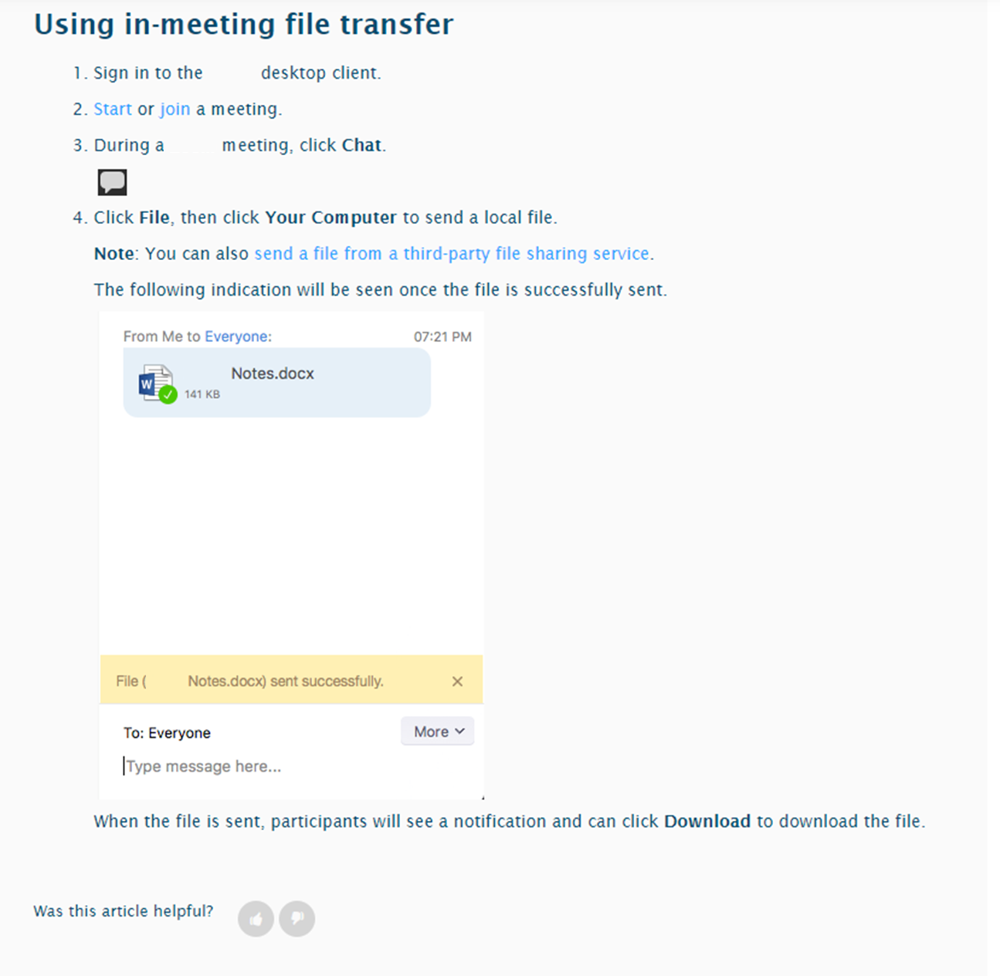 Using in-meeting file transfer
1. Sign in to the desktop client.
2. Start or join a meeting.
3. During a meeting, click Chat.
4. Click File, then click Your Computer to send a local file.
Note: You can also send a file from a third-party file sharing service.
The following indication will be seen once the file is successfully sent.
From Me to Everyone: 07:21 PM
Notes.docx
W
141 KB
File ( Notes.docx) sent successfully. ×
To: Everyone More
Type message here...
When the file is sent, participants will see a notification and can click Download to download the file.
Was this article helpful?